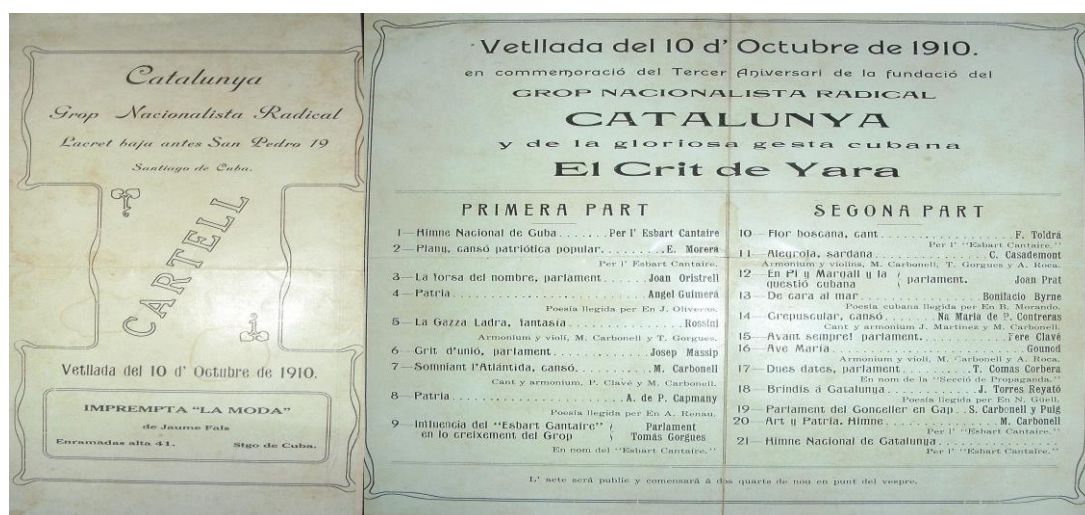 Catalunya
Grop Nacionalista Radical
Lacret baja antes San Pedro 19
Santiago de Cuba.
CARTELL
Vetllada del 10 d' Octubre de 1910.
IMPREMPTA "LA MODA"
de Jaume Fals
Enramadas alta 41. Stgo de Cuba.
Vetllada del 10 d' Octubre de 1910.
en commemoració del Tercer Aniversari de la fundació del
GROP NACIONALISTA RADICAL
CATALUNYA
y de la gloriosa gesta cubana
El Crit de Yara
PRIMERA PART
1—Himne Nacional de Cuba.......Per l' Esbart Cantaire
2—Plany, cansó patriótica popular.........E. Morera
Per l' Esbart Cantaire.
3—La forsa del nombre, parlament......Joan Oristrell
4—Patria.........................Angel Guimerá
Poesía llegida per En J. Oliveras.
5—La Gazza Ladra, fantasía................Rossini
Armonium y violí, M. Carbonell y T. Gorgues.
6—Crit d'unió, parlament.............Josep Massip
7—Somniant l'Atlántida, cansó..........M. Carbonell
Cant y armonium, P. Clavé y M. Carbonell.
8—Patria.........................A. de P. Capmany
Poesía llegida per En A. Renau.
9—Influencia del "Esbart Cantaire" Parlament
en lo creixement del Grop Tomás Gorgues
En nom del "Esbart Cantaire."
SEGONA PART
10—Flor boscana, cant....................F. Toldrá
Per l' "Esbart Cantaire."
11—Alegrola, sardana................C. Casademont
Armonium y violins, M. Carbonell, T. Gorgues y A. Roca.
12—En Pi y Margall y la parlament. Joan Prat
questió cubana
13—De cara al mar.................Bonifacio Byrne
Poesía cubana llegida per En R. Morando.
14—Crepuscular, cansó......Na María de P. Contreras
Cant y armonium J. Martinez y M. Carbonell.
15—Avant sempre! parlament...............Pere Clavé
16—Ave María..............................Gounod
Armonium y violí, M. Carbonell y A. Roca.
17—Dues dates, parlament..........T. Comas Corbera
En nom de la "Secció de Propaganda."
18—Brindis á Catalunya.............J. Torres Reyató
Poesía llegida per En N. Güell.
19—Parlament del Conceller en Cap..S. Carbonell y Puig
20—Art y Patria, Himne..................M. Carbonell
Per l' "Esbart Cantaire."
21—Himne Nacional de Catalunya.................
Per l' "Esbart Cantaire."
L' acte será public y comensará á dos quarts de nou en punt del vespre.